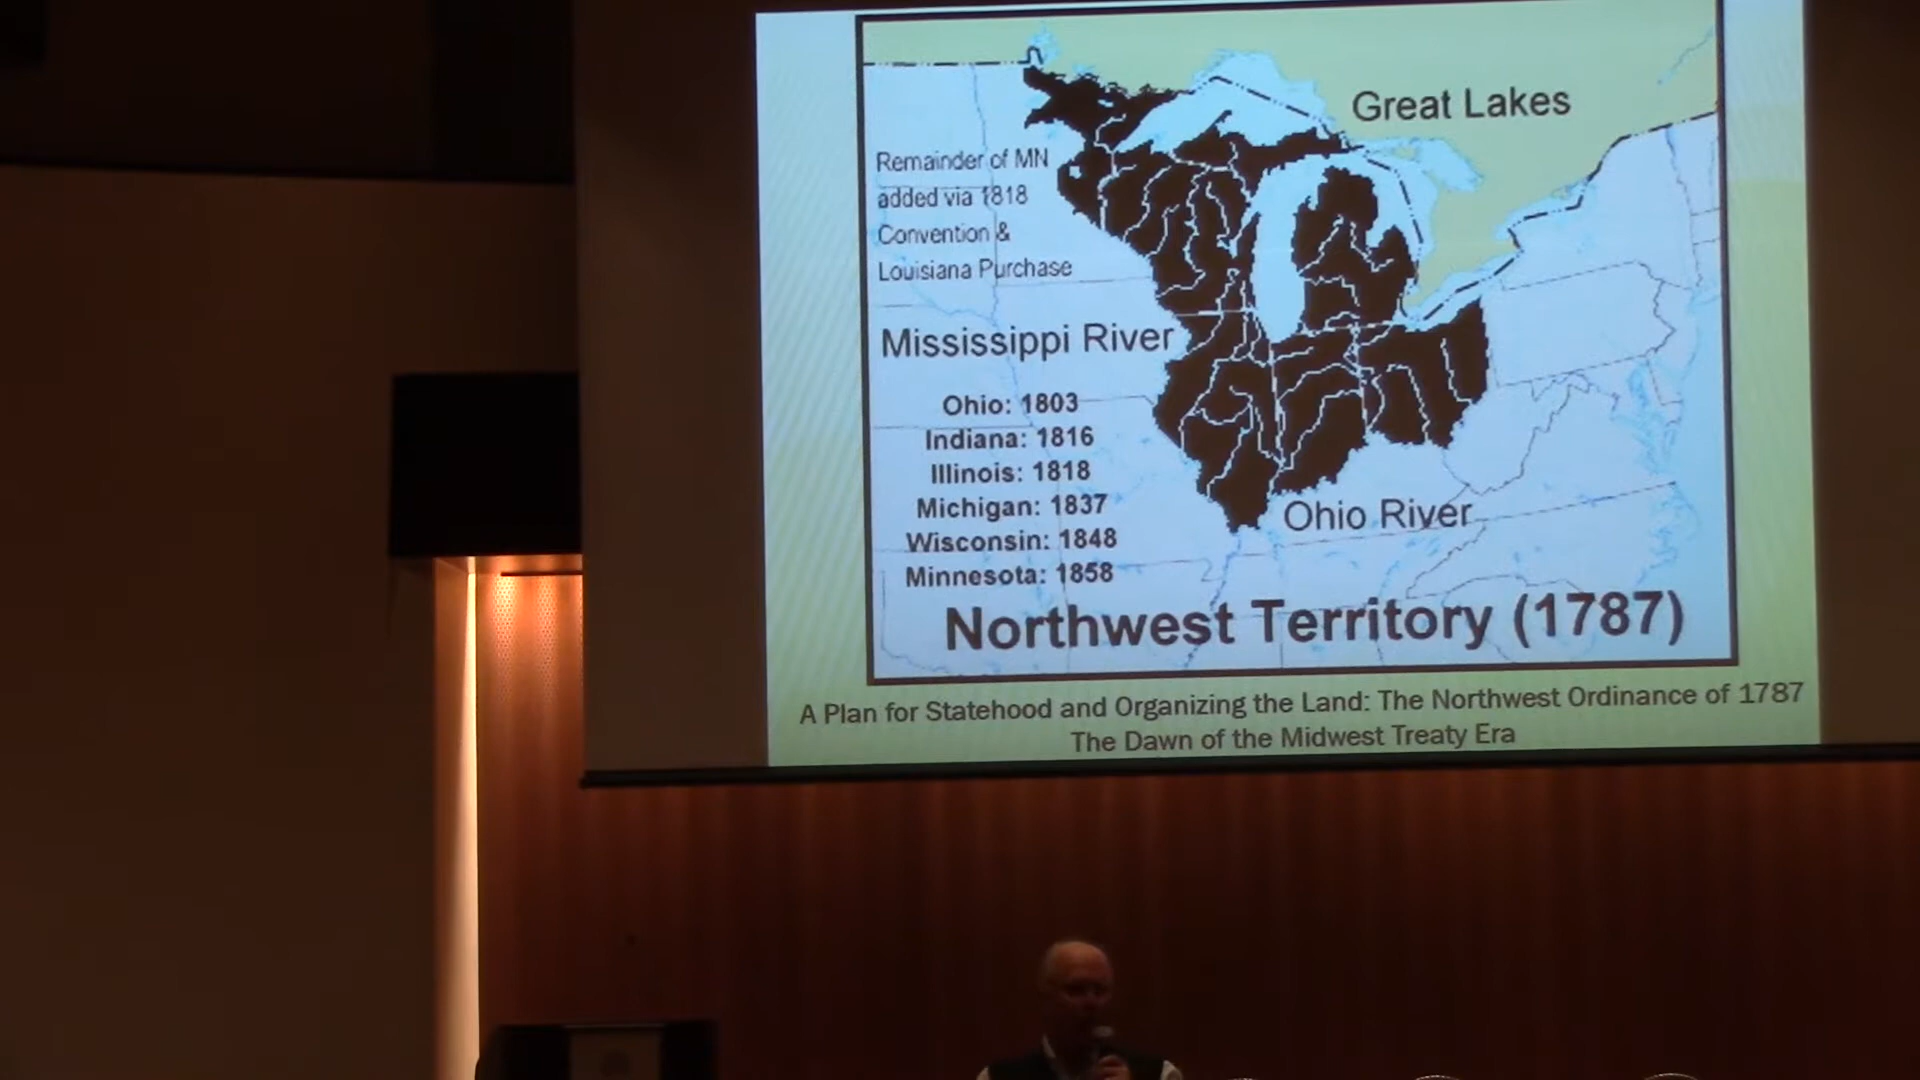 Great Lakes
Remainder of MN
added via 1818
Convention &
Louisiana Purchase
Mississippi River
Ohio: 1803
Indiana: 1816
Illinois: 1818
Michigan: 1837
Wisconsin: 1848
Minnesota: 1858
Ohio River
Northwest Territory (1787)
A Plan for Statehood and Organizing the Land: The Northwest Ordinance of 1787
The Dawn of the Midwest Treaty Era